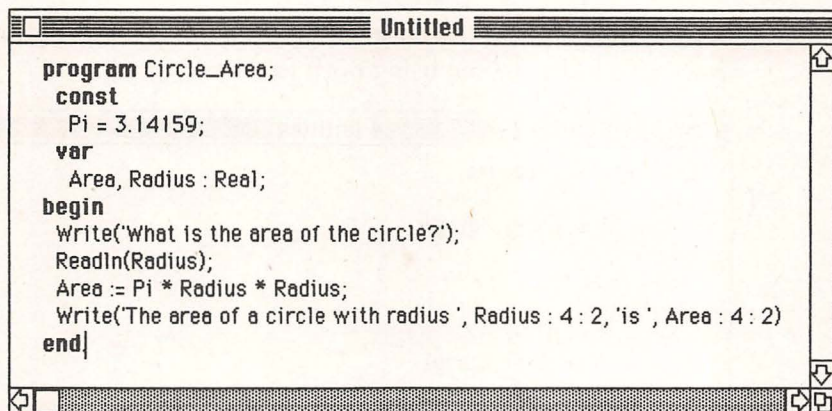 Untitled
program Circle_Area;
const
Pi = 3.14159;
var
Area, Radius : Real;
begin
Write('What is the area of the circle?');
Readln(Radius);
Area := Pi * Radius * Radius;
Write('The area of a circle with radius ', Radius : 4 : 2, 'is ', Area : 4 : 2)
end.